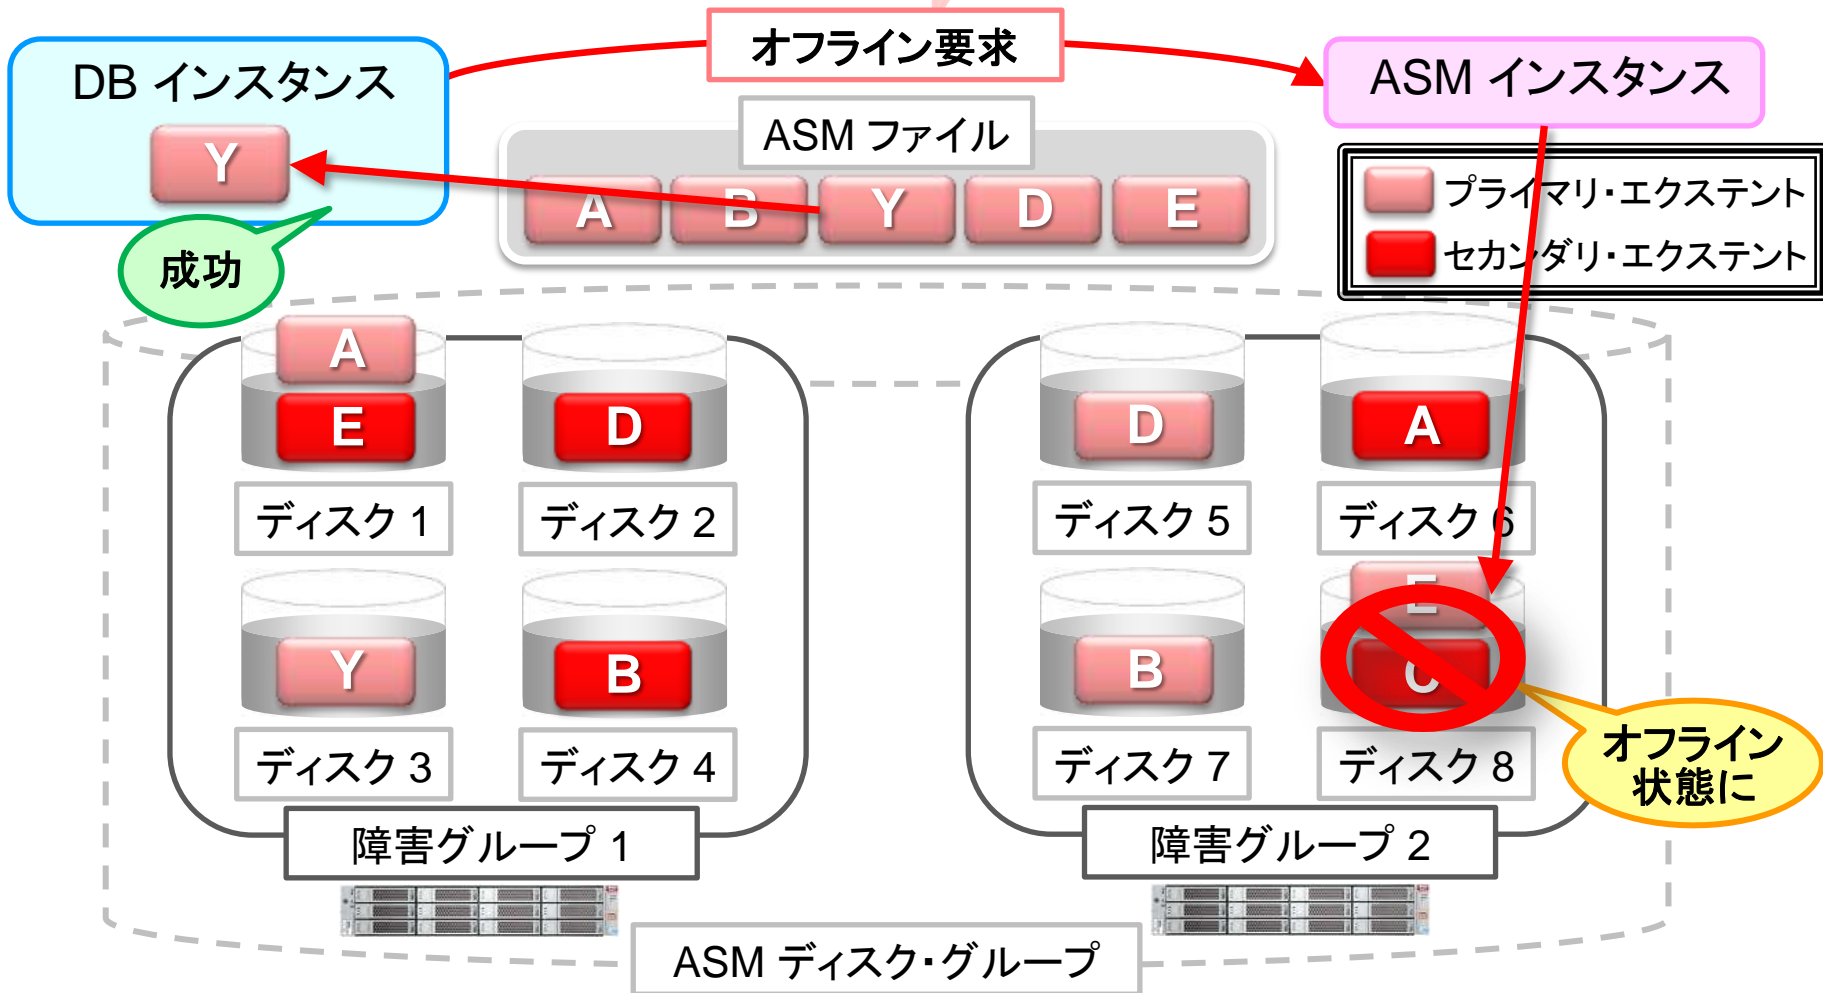 オフライン要求
DB インスタンス
Y
成功
ASM インスタンス
ASM ファイル
A B Y D E
プライマリ・エクステント
セカンダリ・エクステント
A
E
ディスク 1
D
ディスク 2
Y
ディスク 3
B
ディスク 4
障害グループ 1
D
ディスク 5
A
ディスク 6
B
ディスク 7
E
C
ディスク 8
オフライン
状態に
障害グループ 2
ASM ディスク・グループ